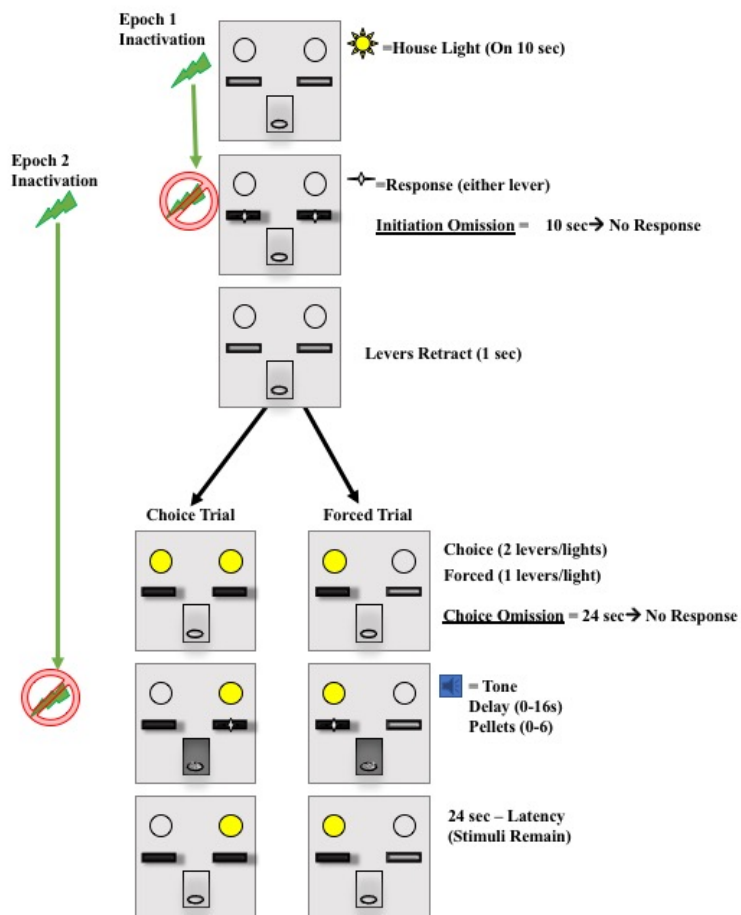 Epoch 1
Inactivation
=House Light (On 10 sec)
Epoch 2
Inactivation
=Response (either lever)
Initiation Omission = 10 sec→ No Response
Levers Retract (1 sec)
Choice Trial
Forced Trial
Choice (2 levers/lights)
Forced (1 levers/light)
Choice Omission = 24 sec→ No Response
= Tone
Delay (0-16s)
Pellets (0-6)
24 sec – Latency
(Stimuli Remain)